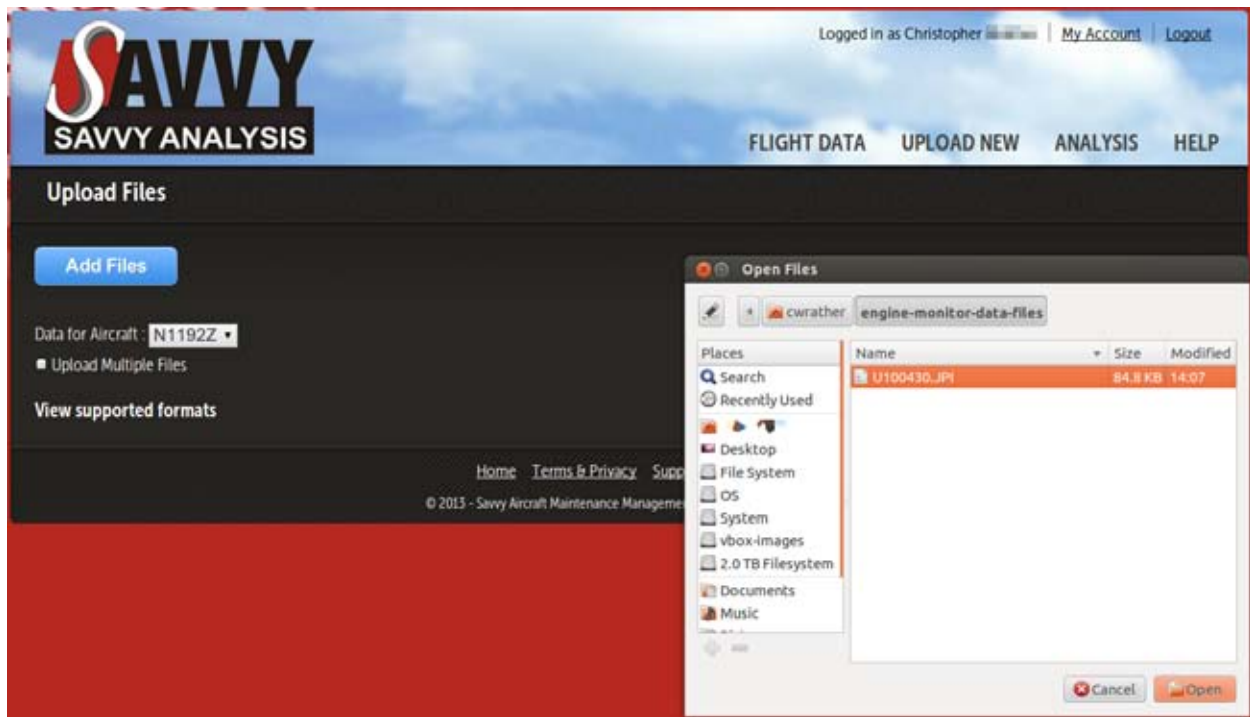 Logged in as Christopher | My Account | Logout
SAVVY
SAVVY ANALYSIS
FLIGHT DATA UPLOAD NEW ANALYSIS HELP
Upload Files
Add Files
Data for Aircraft : N1192Z
Upload Multiple Files
View supported formats
Home Terms & Privacy
© 2013 - Savvy Aircraft Maintenance
Open Files
cwrather engine-monitor-data-files
Places
Search
Recently Used
Desktop
File System
OS
System
vbox-images
2.0 TB Filesystem
Documents
Music
Name Size Modified
U100430.JPI 84.8 KB 14:07
Cancel Open